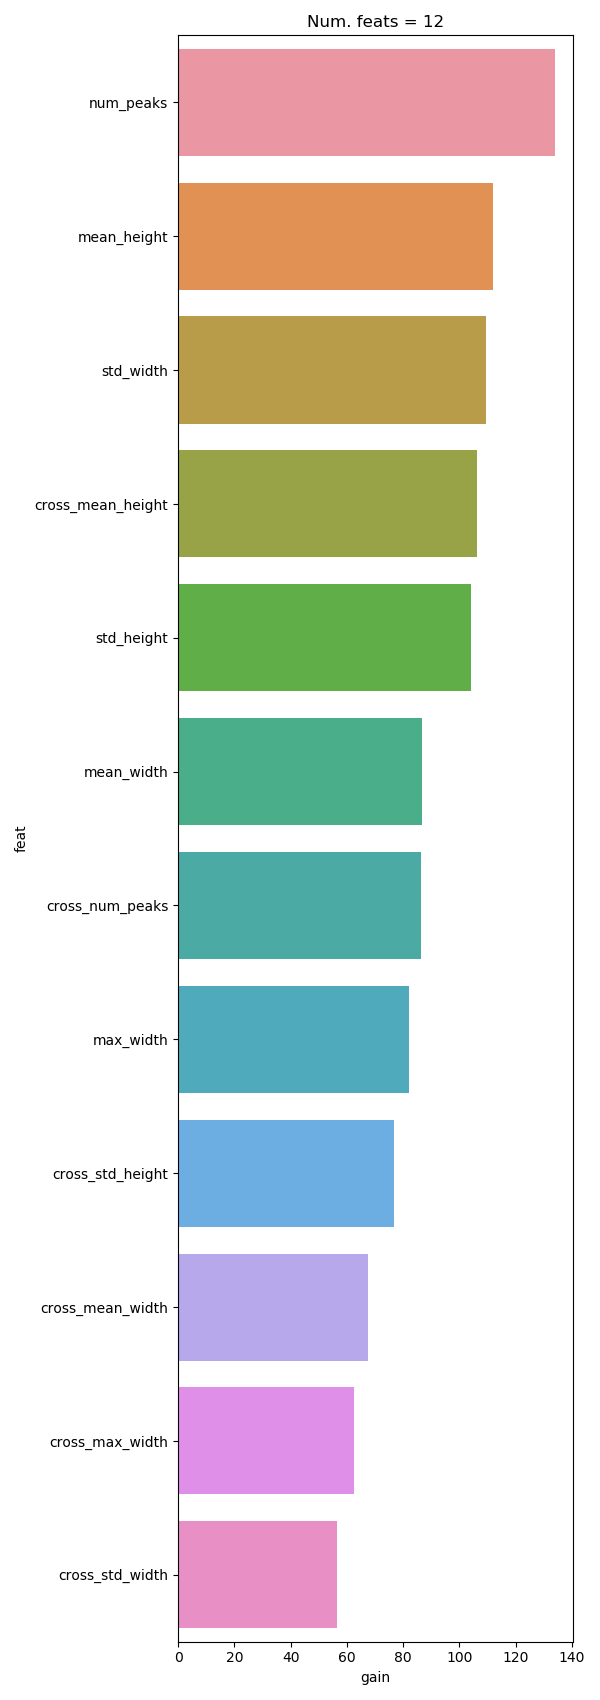 Num. feats = 12
num_peaks
mean_height
std_width
cross_mean_height
std_height
mean_width
feat
cross_num_peaks
max_width
cross_std_height
cross_mean_width
cross_max_width
cross_std_width
0 20 40 60 80 100 120 140
gain